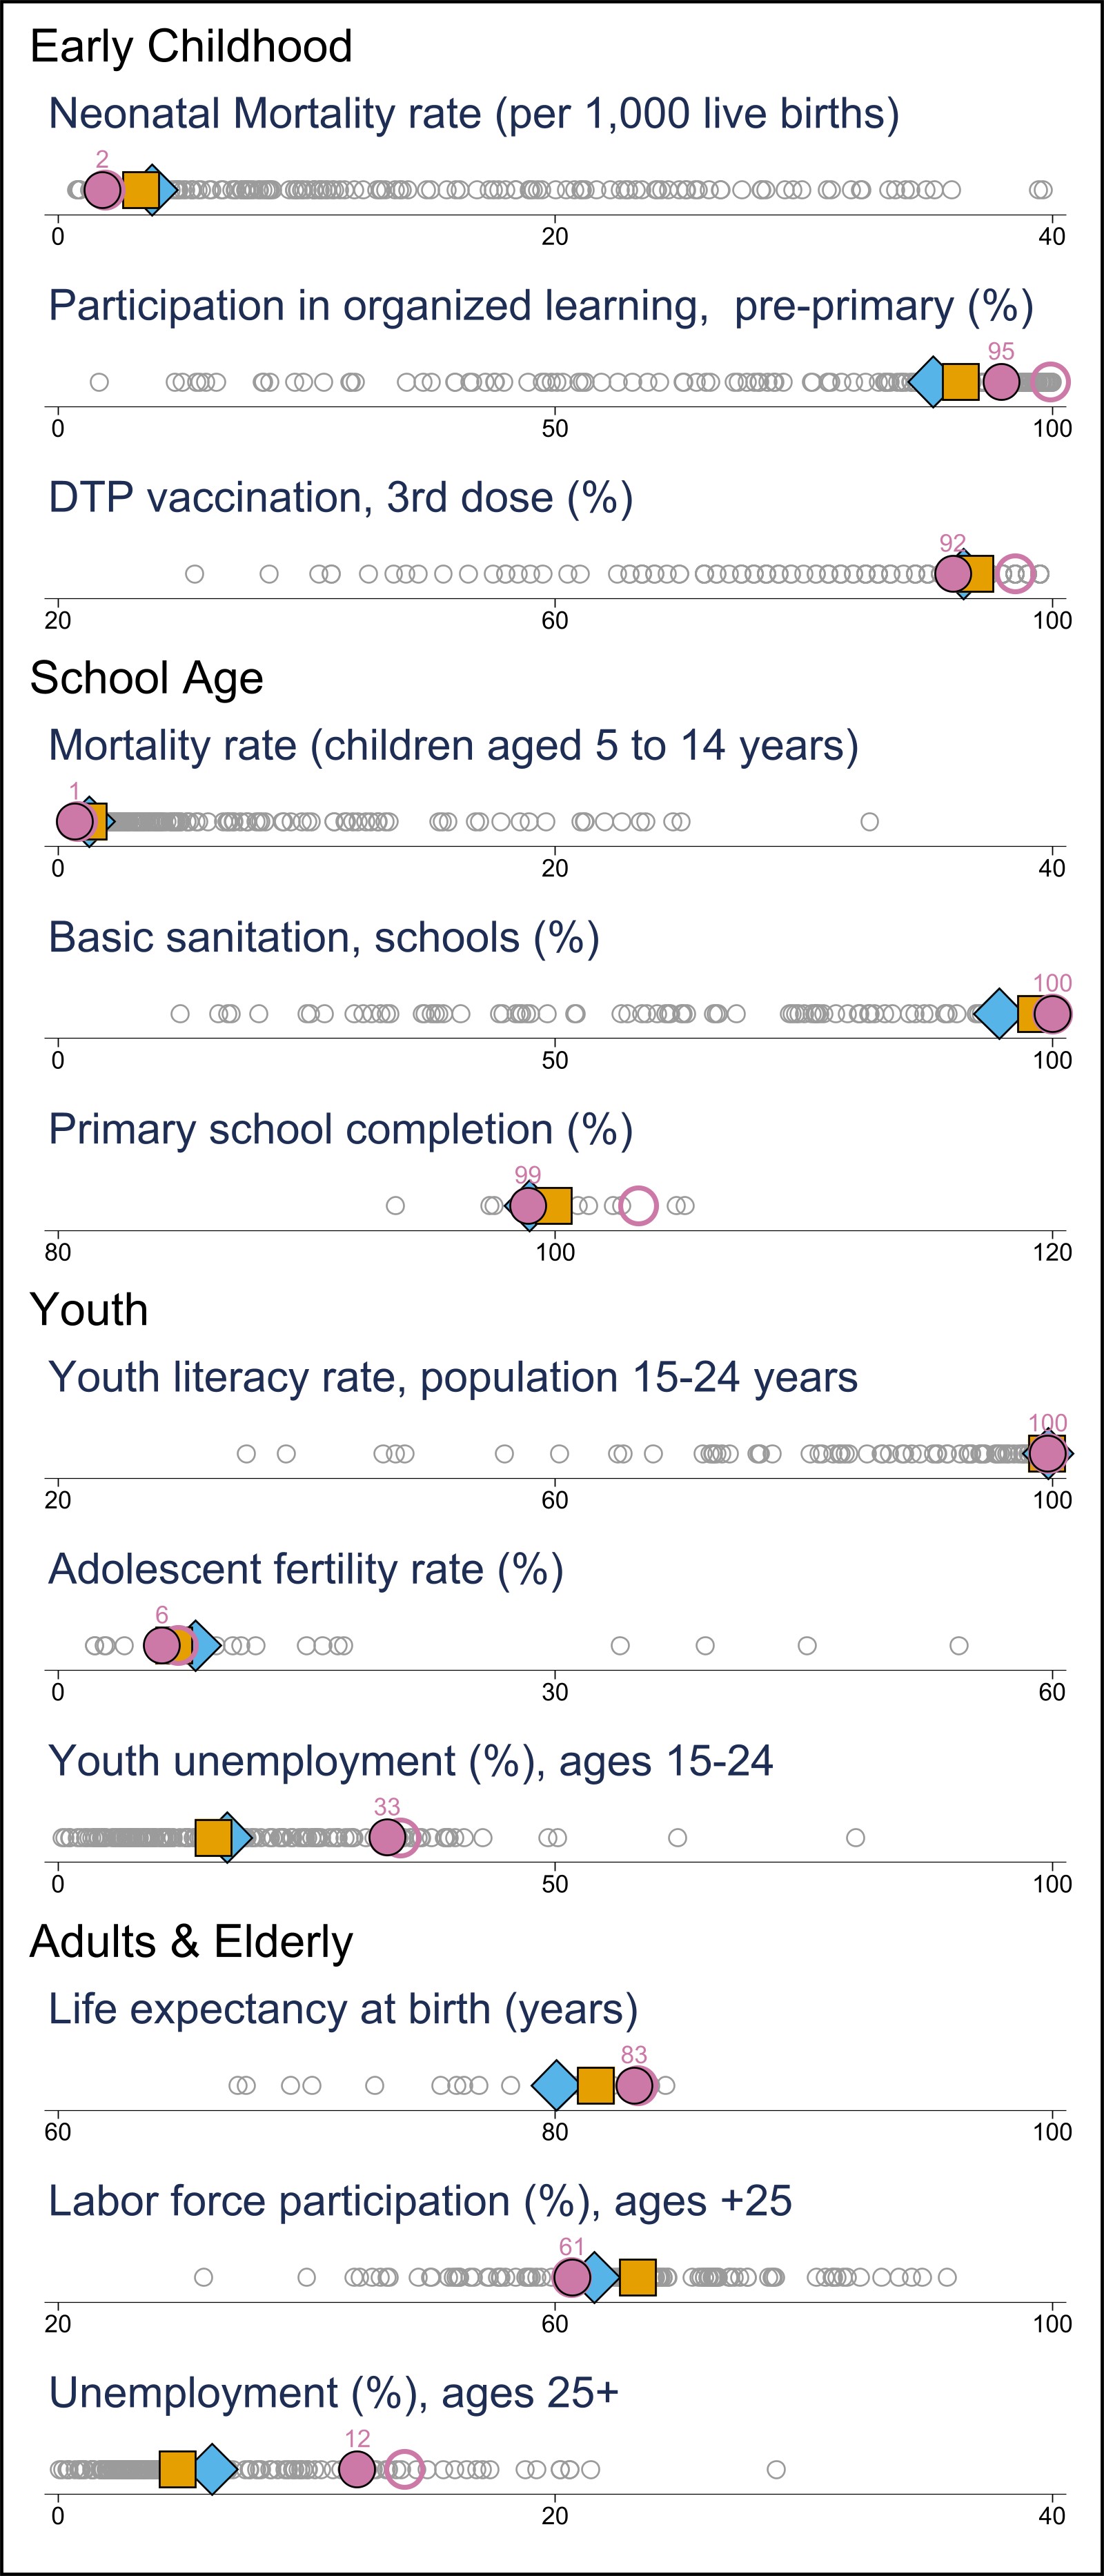 Early Childhood
Neonatal Mortality rate (per 1,000 live births)
2
0 20 40
Participation in organized learning,  pre-primary (%)
95
0 50 100
DTP vaccination, 3rd dose (%)
92
20 60 100
School Age
Mortality rate (children aged 5 to 14 years)
1
0 20 40
Basic sanitation, schools (%)
100
0 50 100
Primary school completion (%)
99
80 100 120
Youth
Youth literacy rate, population 15-24 years
100
20 60 100
Adolescent fertility rate (%)
6
0 30 60
Youth unemployment (%), ages 15-24
33
0 50 100
Adults & Elderly
Life expectancy at birth (years)
83
60 80 100
Labor force participation (%), ages +25
61
20 60 100
Unemployment (%), ages 25+
12
0 20 40